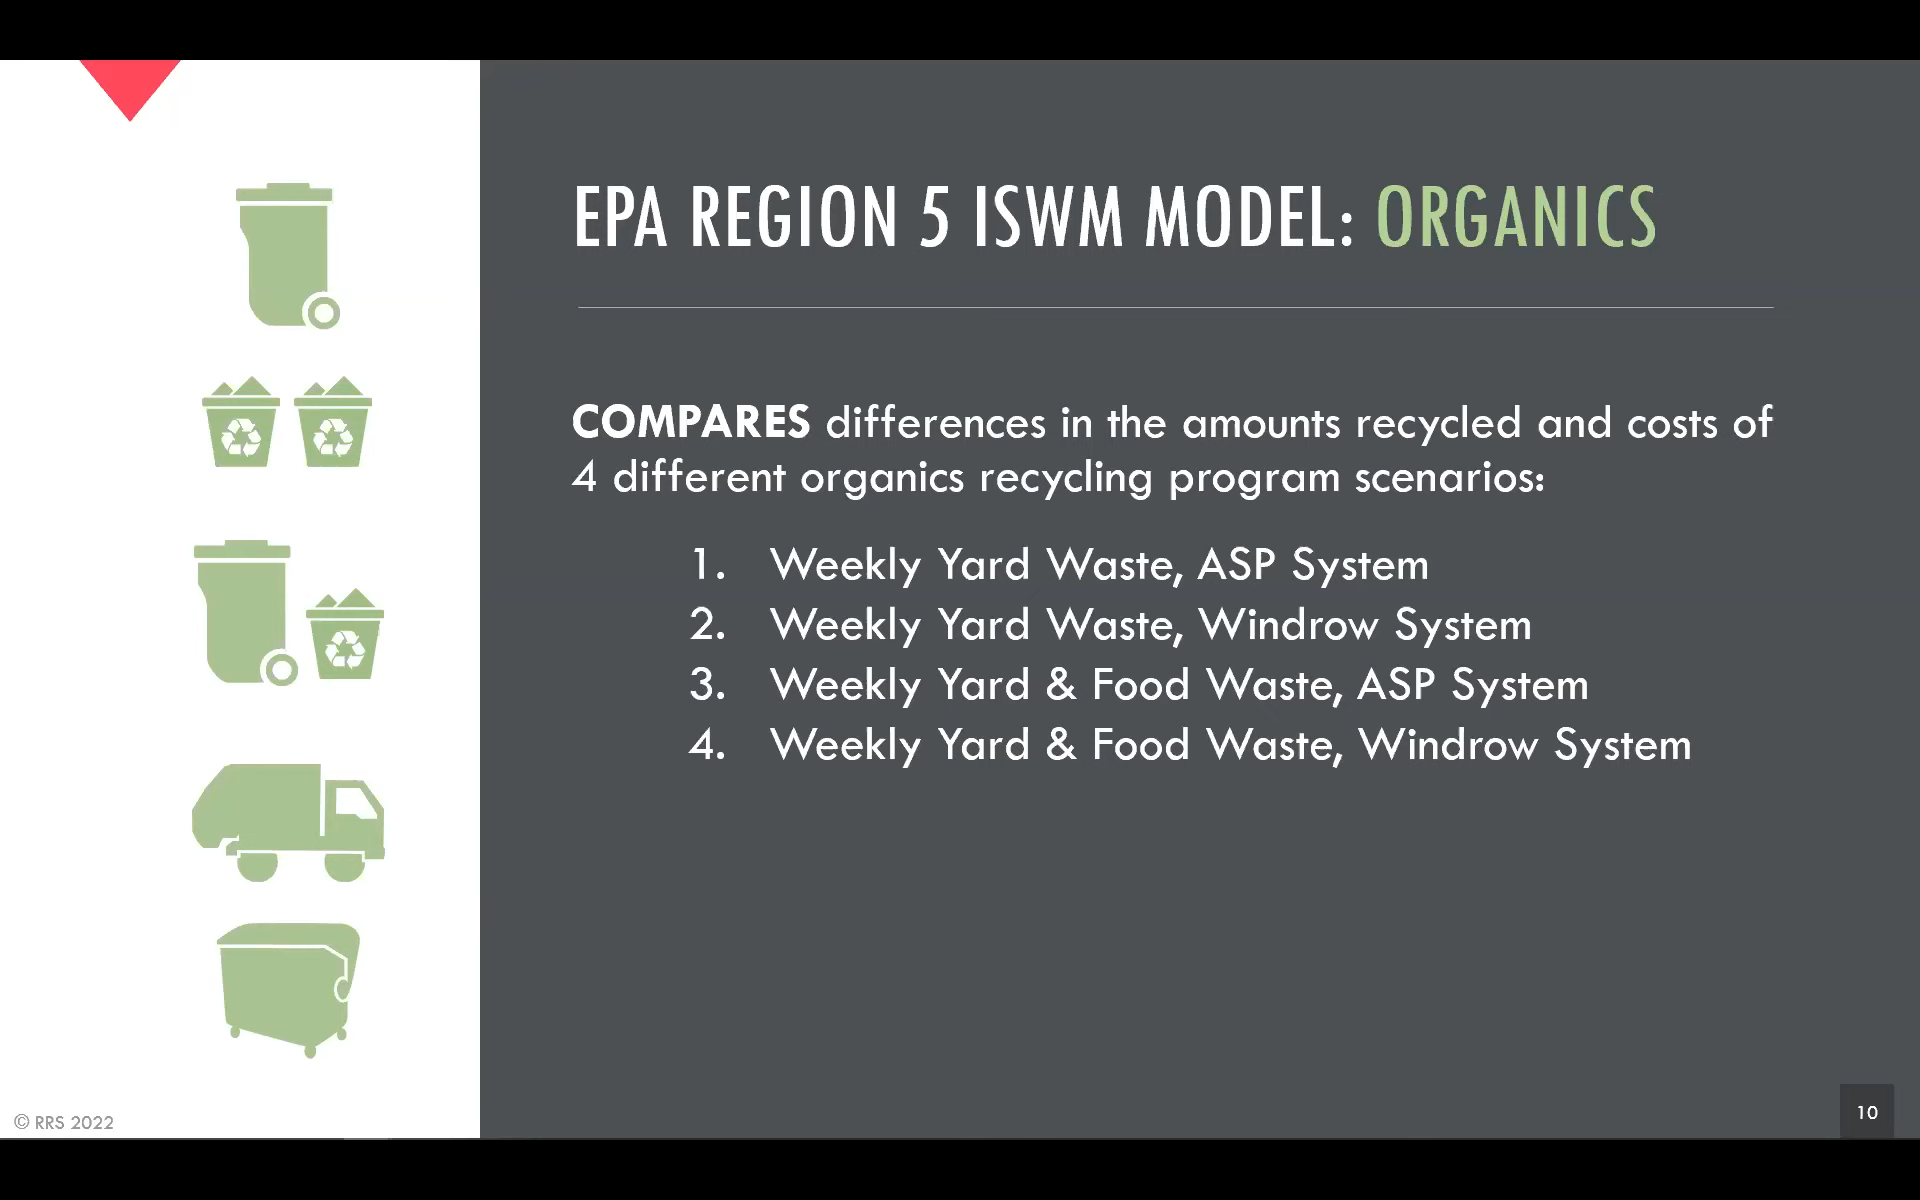 EPA REGION 5 ISWM MODEL: ORGANICS
COMPARES differences in the amounts recycled and costs of
4 different organics recycling program scenarios:
1. Weekly Yard Waste, ASP System
2. Weekly Yard Waste, Windrow System
3. Weekly Yard & Food Waste, ASP System
4. Weekly Yard & Food Waste, Windrow System
© RRS 2022
10